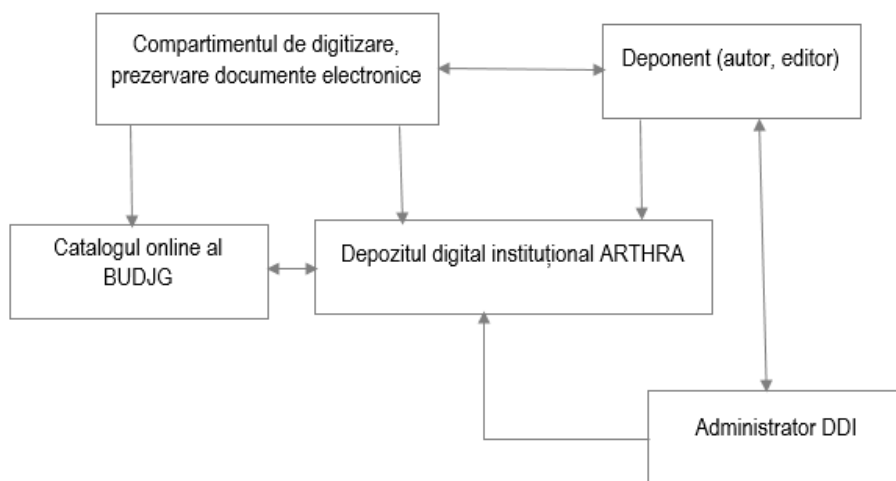 Compartimentul de digitizare,
prezervare documente electronice
Deponent (autor, editor)
Catalogul online al
BUDJG
Depozitul digital instituțional ARTHRA
Administrator DDI